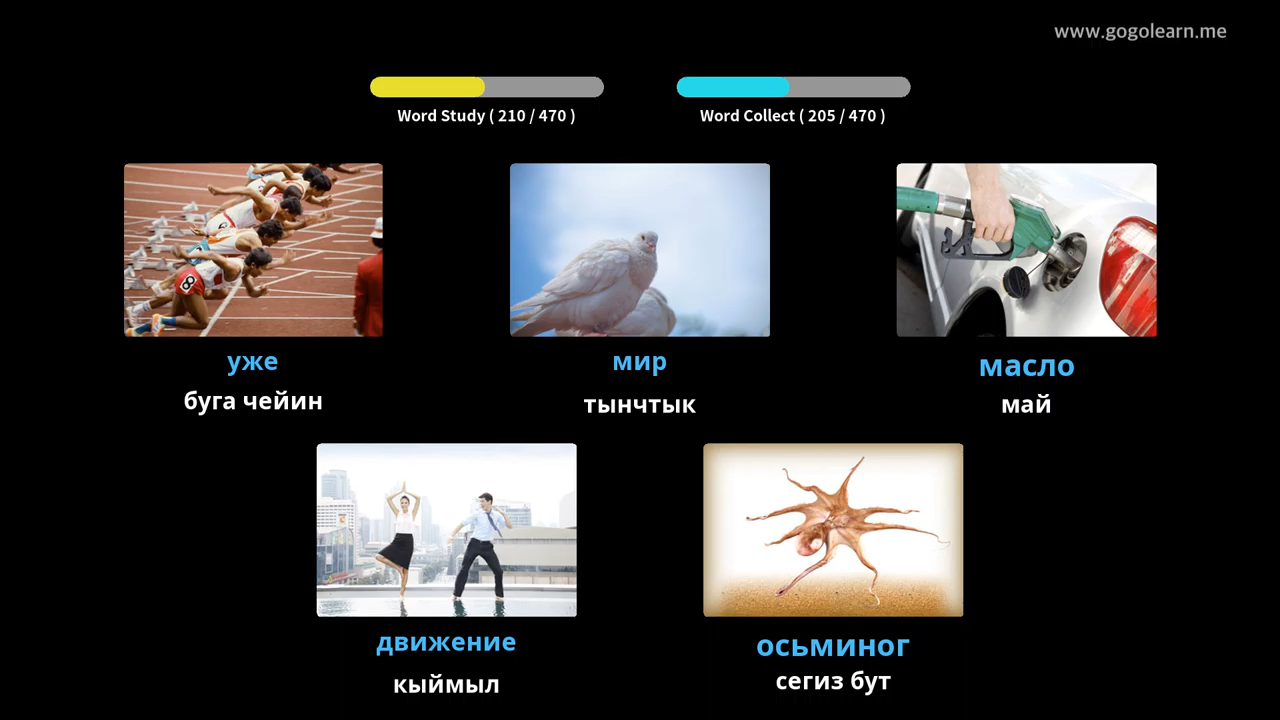 www.gogolearn.me
Word Study ( 210 / 470 )
Word Collect ( 205 / 470 )
уже
буга чейин
мир
тынчтык
масло
май
движение
кыймыл
осьминог
сегиз бут
8